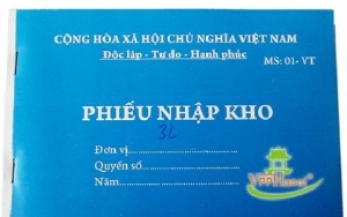 CỘNG HÒA XÃ HỘI CHỦ NGHĨA VIỆT NAM
Độc lập - Tự do - Hạnh phúc
MS: 01- VT
PHIẾU NHẬP KHO
3L
Đơn vị
Quyển số
Năm